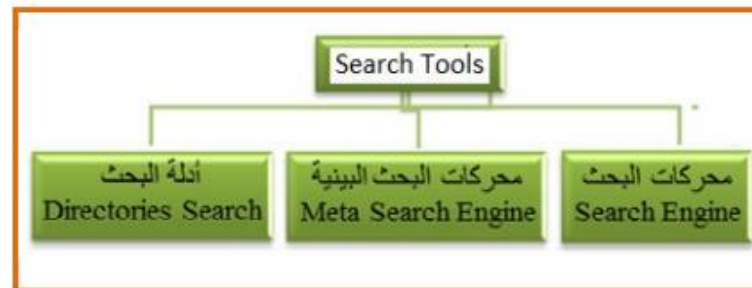 Search Tools
أدلة البحث
Directories Search
محركات البحث البينية
Meta Search Engine
محركات البحث
Search Engine